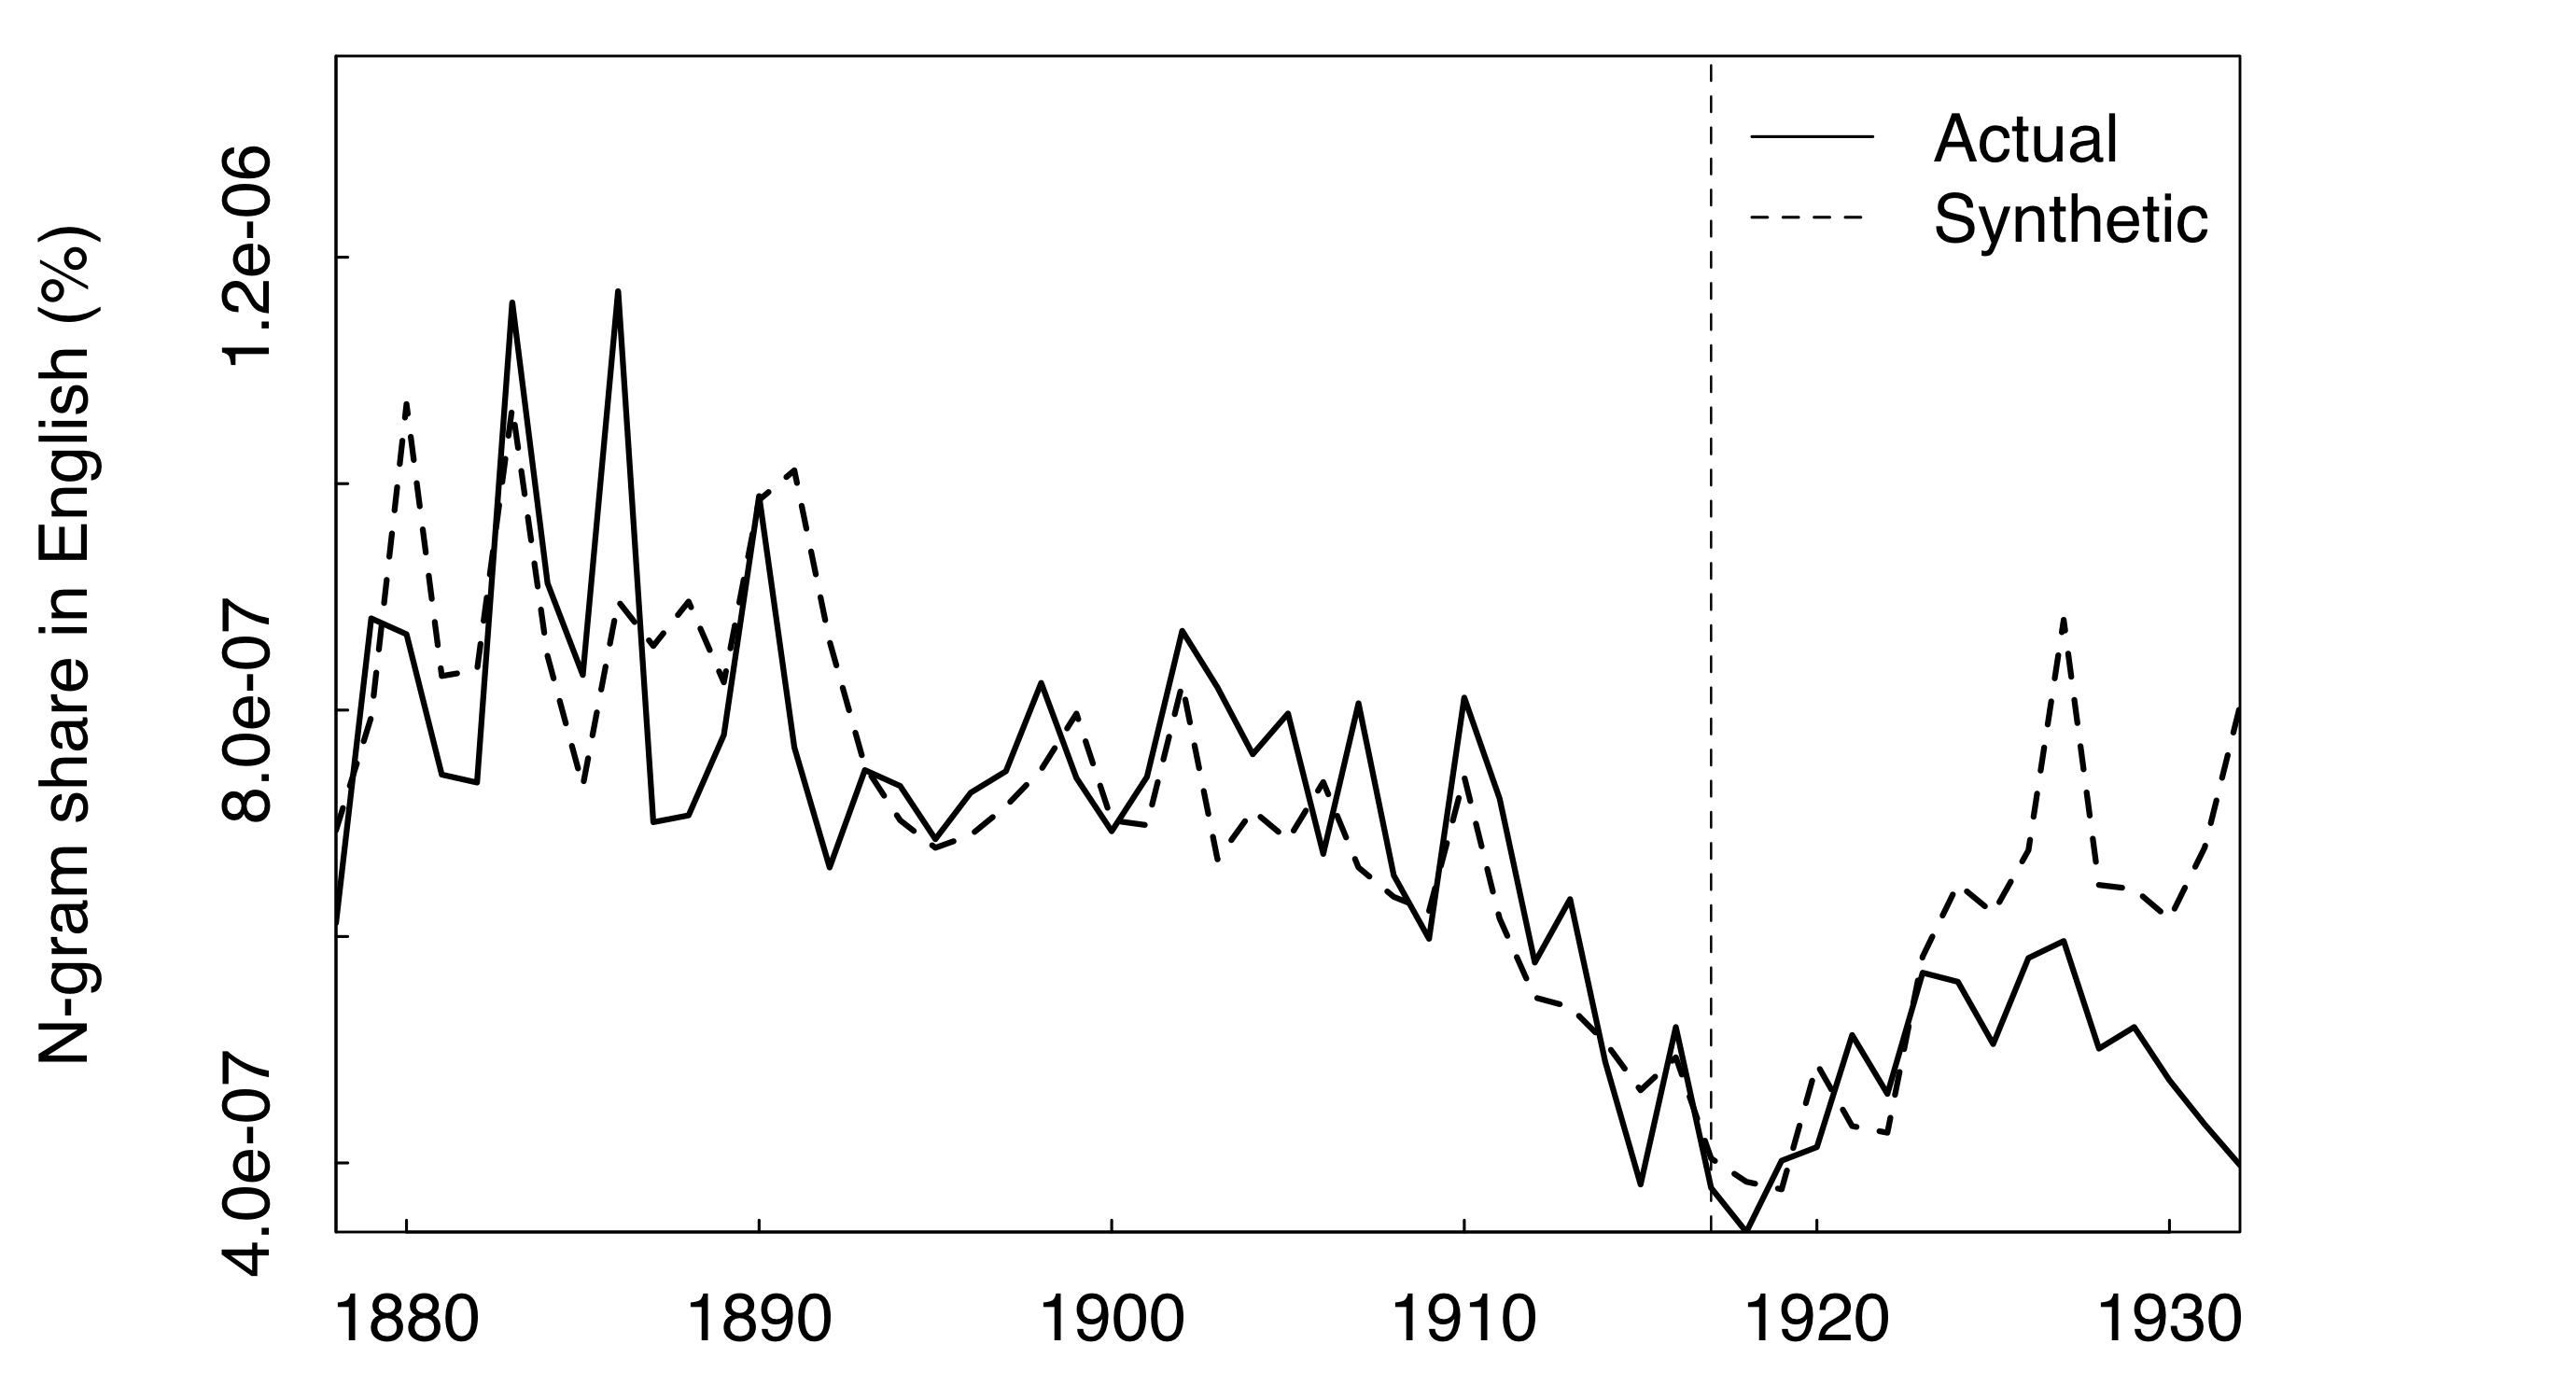 N-gram share in English (%)
1.2e-06
8.0e-07
4.0e-07
Actual
Synthetic
1880 1890 1900 1910 1920 1930